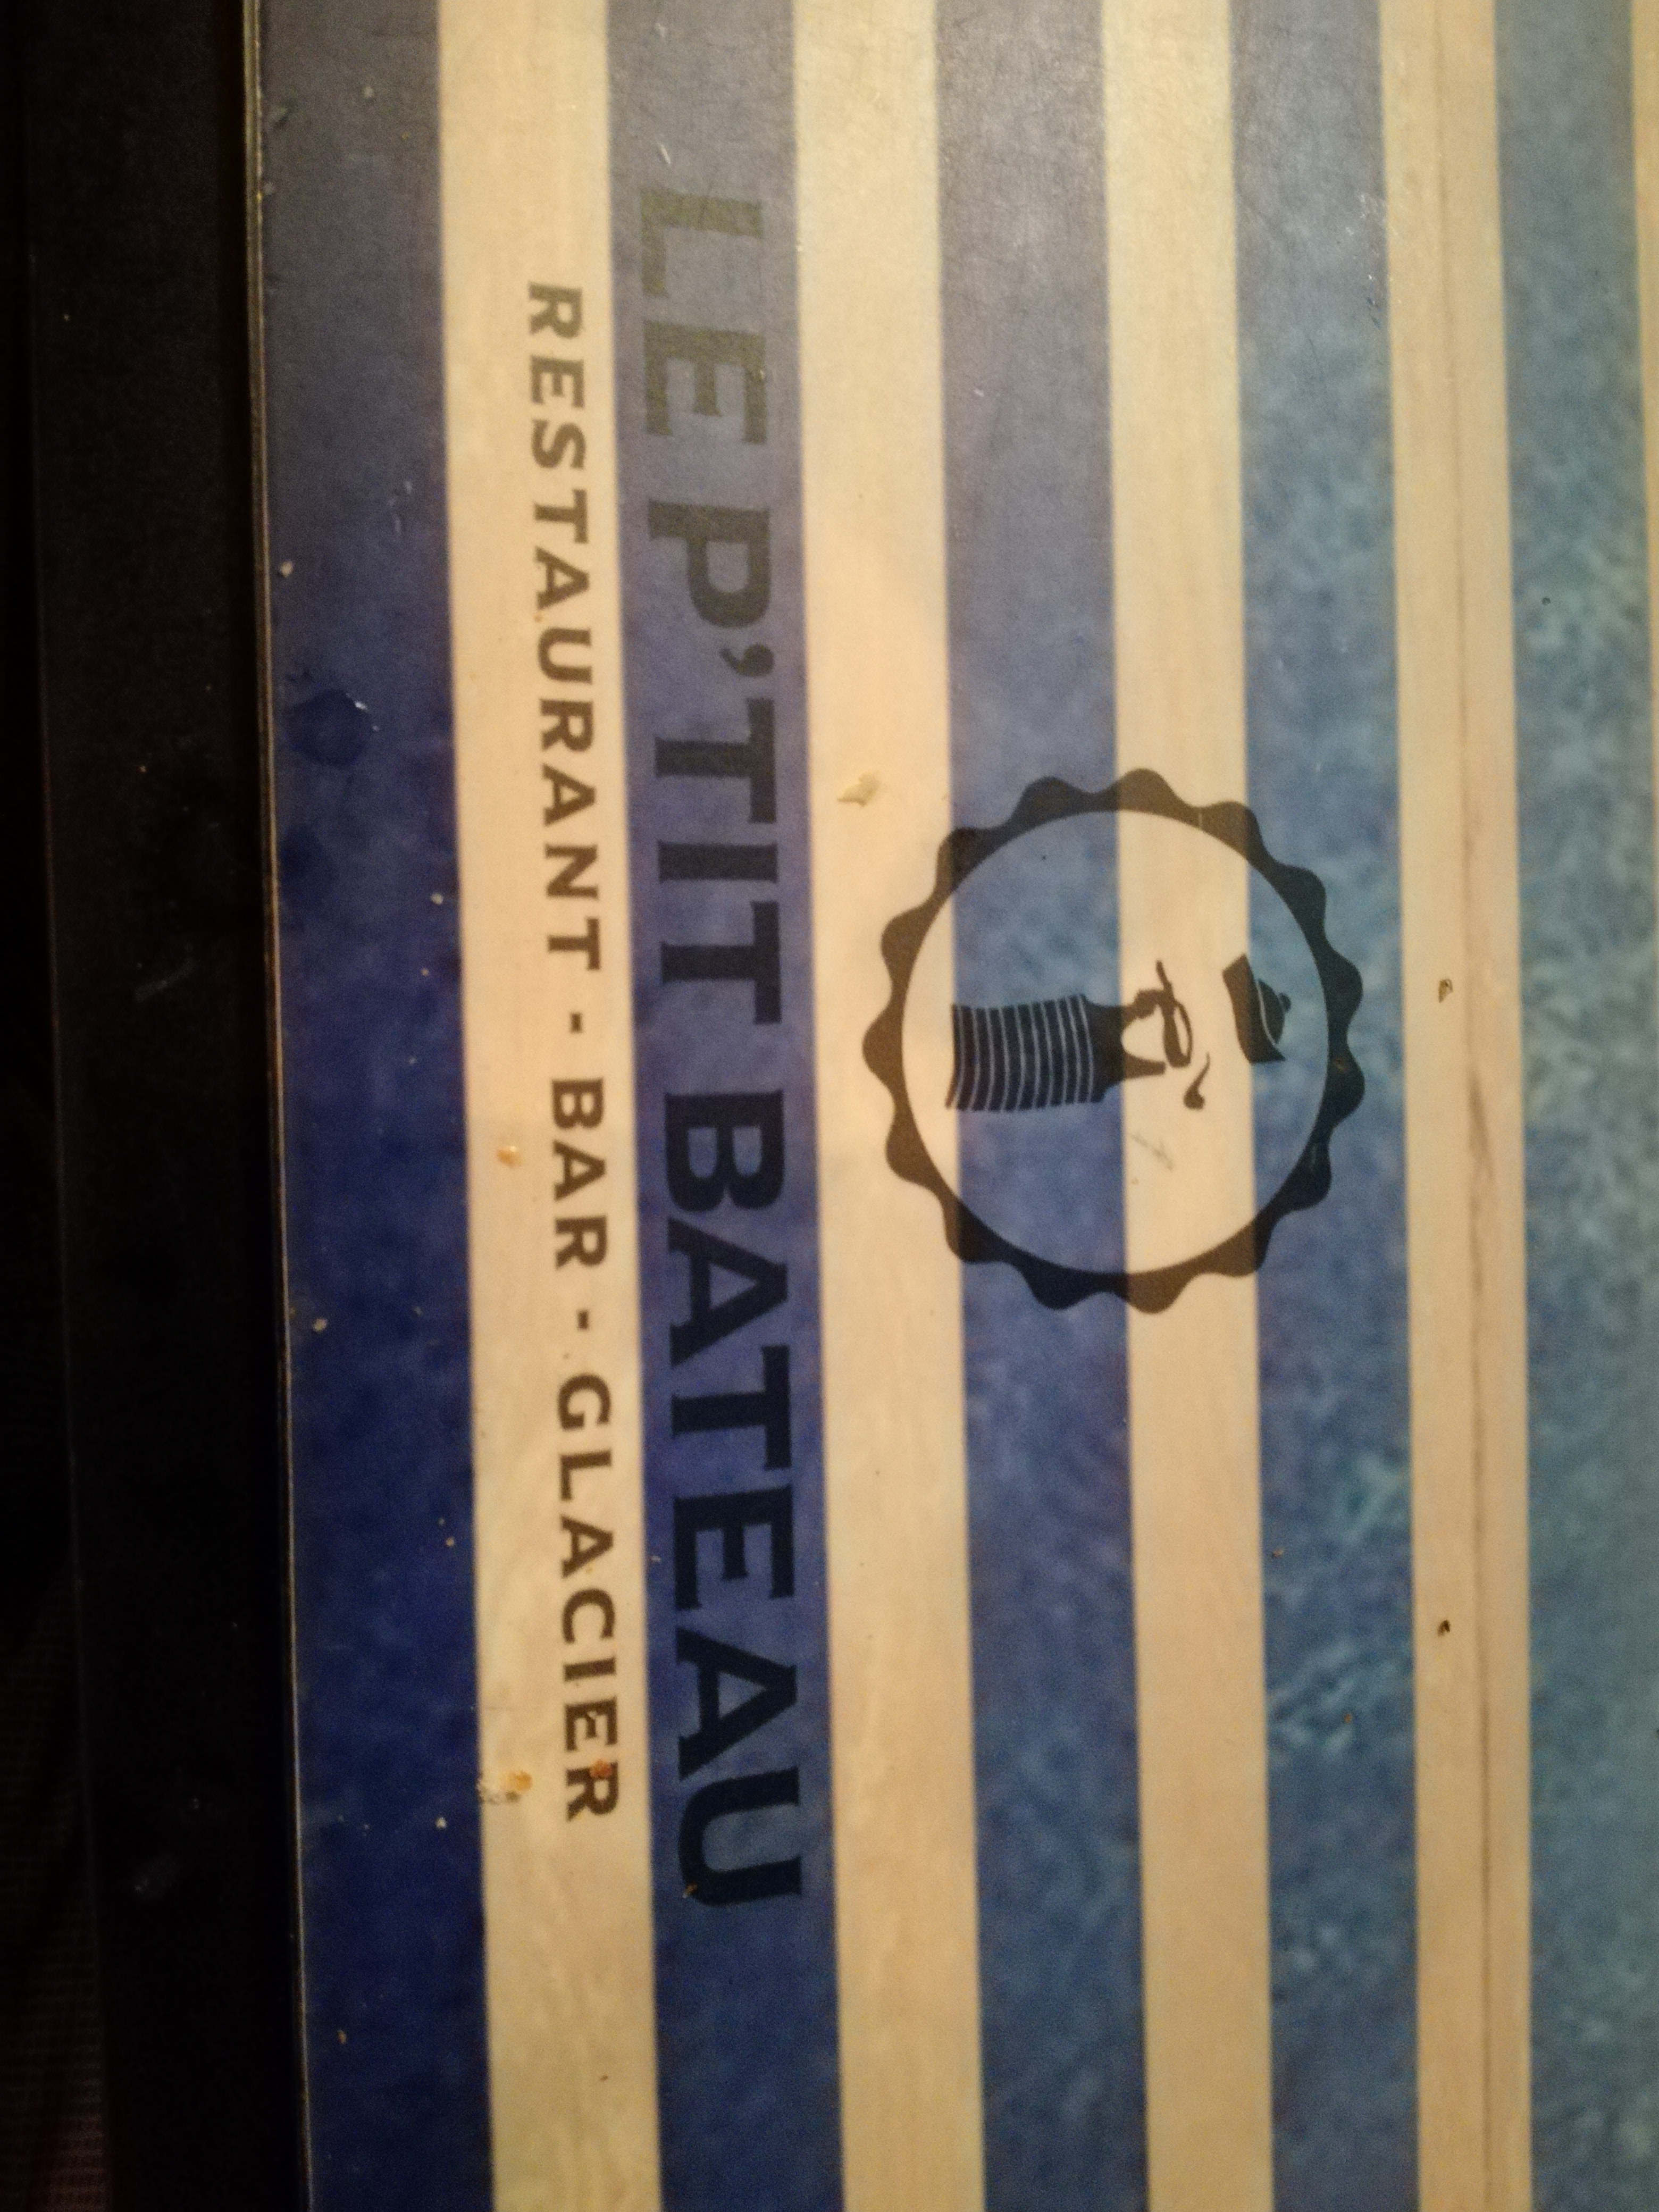 LE P'TIT BATEAU
RESTAURANT - BAR - GLACIER